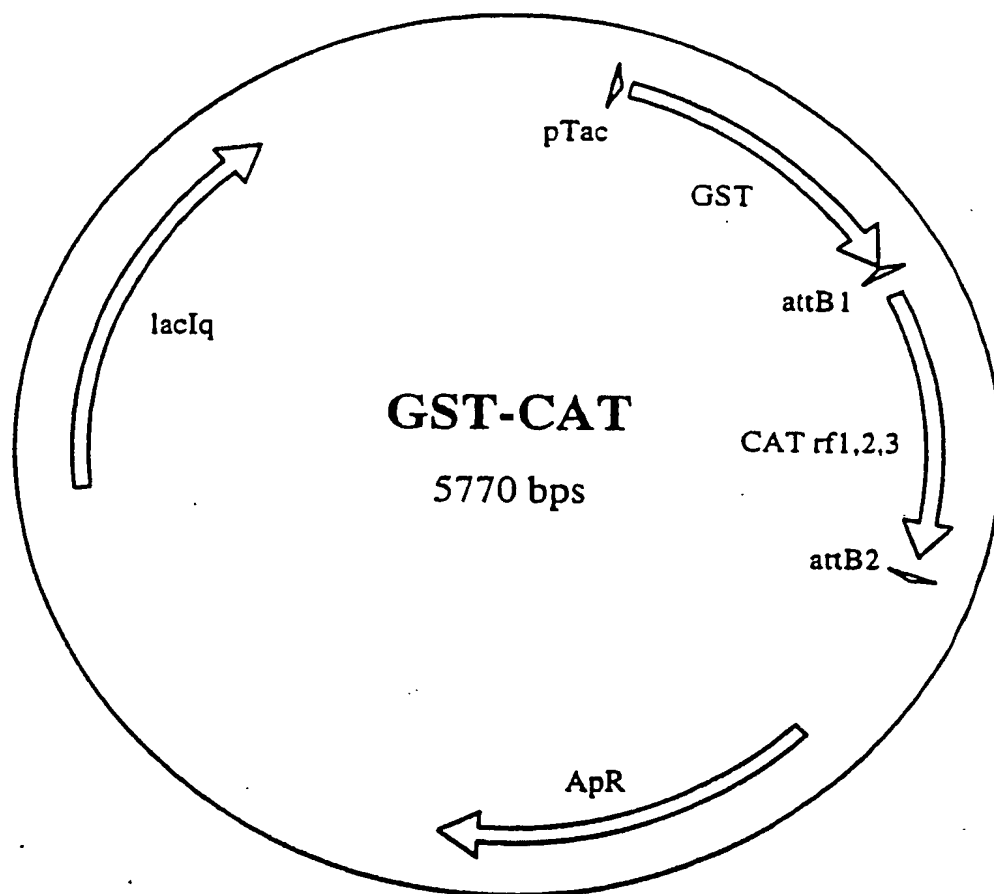 pTac
GST
attB1
lacIq
GST-CAT
5770 bps
CAT rf1,2,3
attB2
ApR